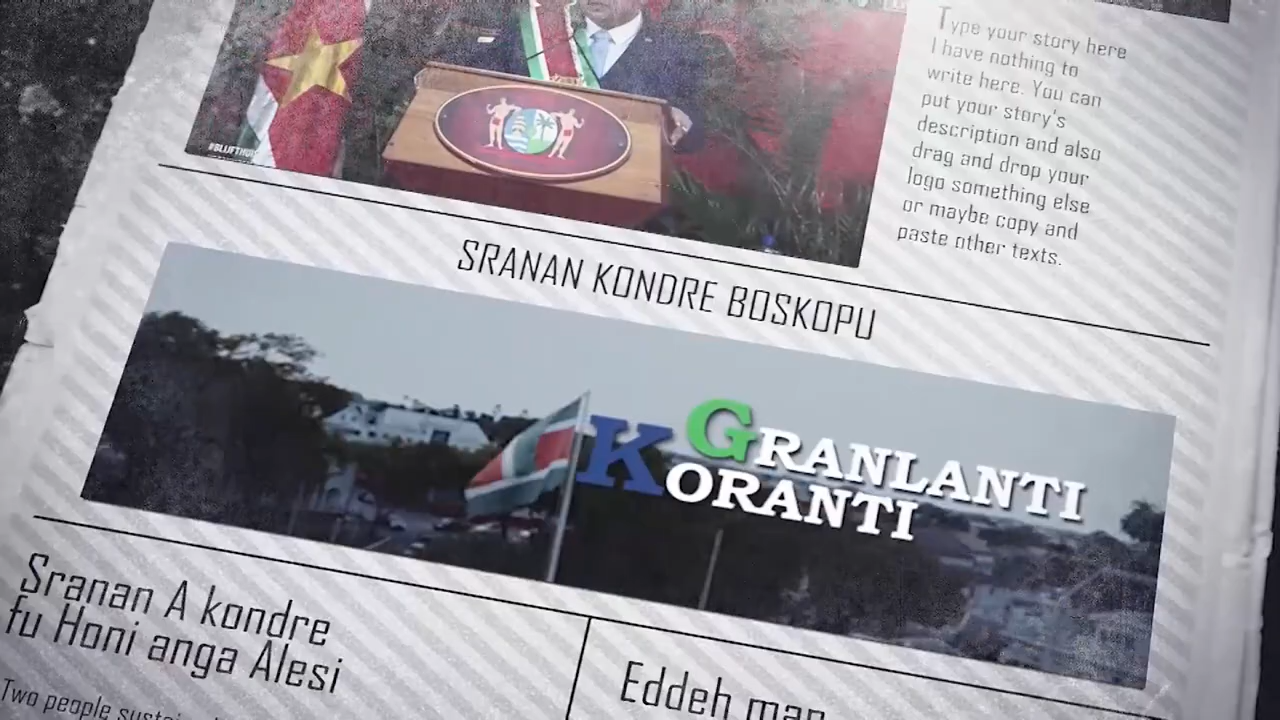 Type your story here
I have nothing to
write here. You can
put your story's
description and also
drag and drop your
logo something else
or maybe copy and
paste other texts.
SRANAN KONDRE BOSKOPU
GRANLANTI
KORANTI
Sranan A kondre
fu Honi anga Alesi
Two people
Eddeh man